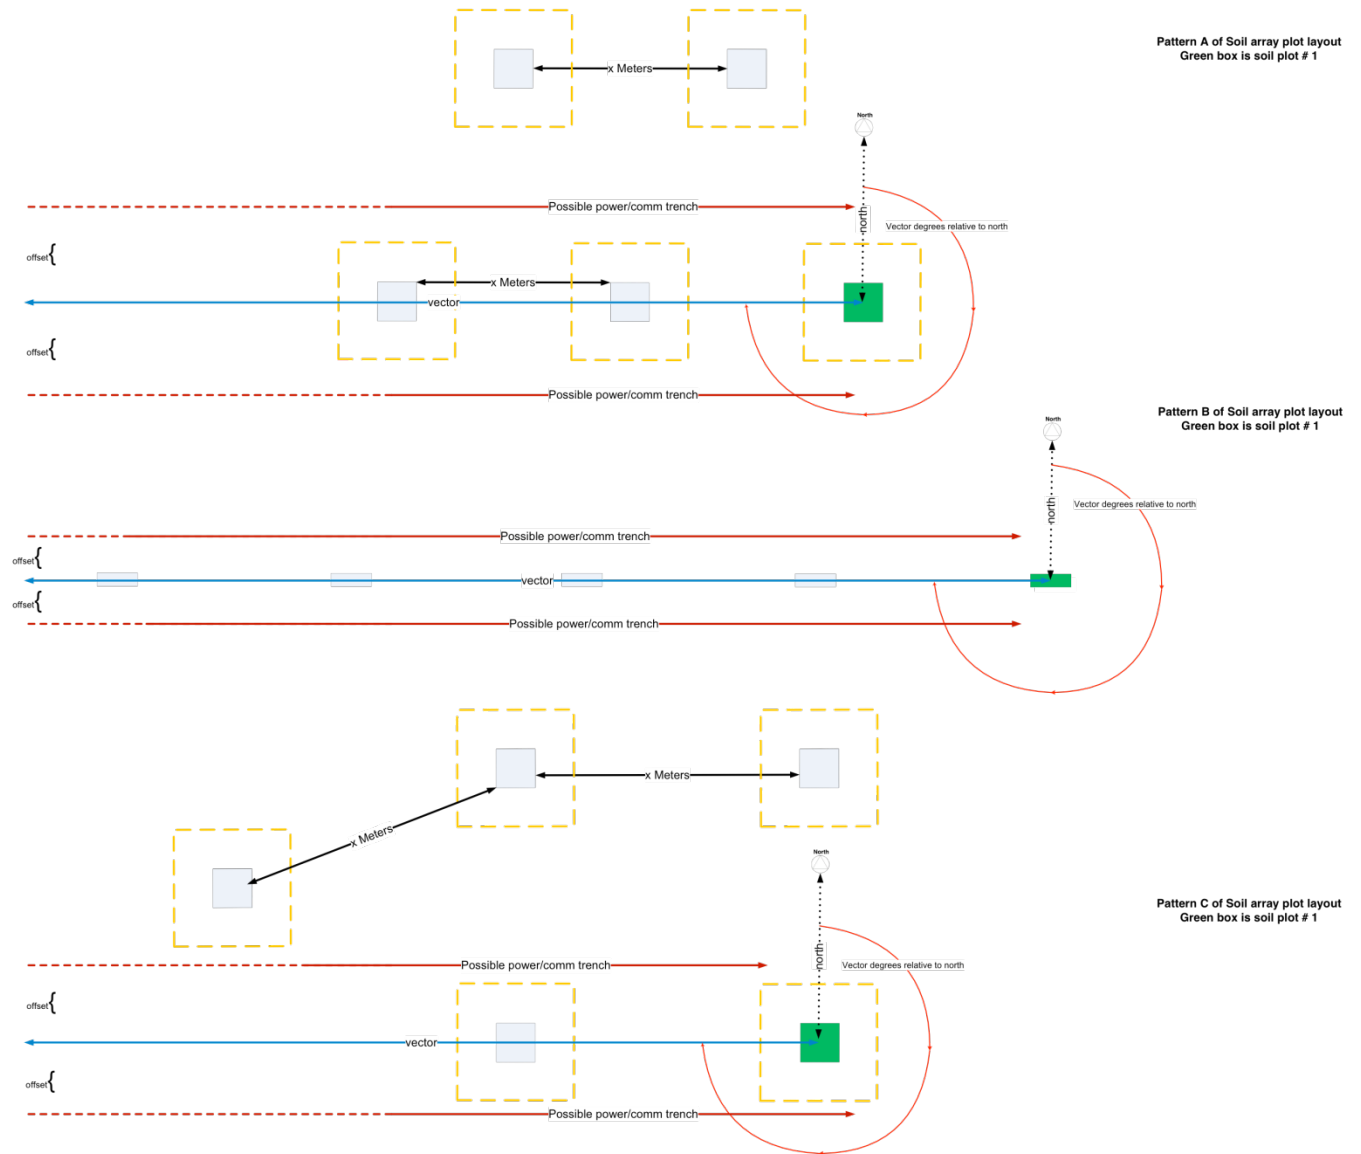 Pattern A of Soil array plot layout
Green box is soil plot # 1
x Meters
North
Possible power/comm trench
north
Vector degrees relative to north
offset{
x Meters
vector
offset{
Possible power/comm trench
Pattern B of Soil array plot layout
Green box is soil plot # 1
North
north
Vector degrees relative to north
Possible power/comm trench
offset{
vector
offset{
Possible power/comm trench
x Meters
x Meters
North
Pattern C of Soil array plot layout
Green box is soil plot # 1
north
Possible power/comm trench
Vector degrees relative to north
offset{
vector
offset{
Possible power/comm trench